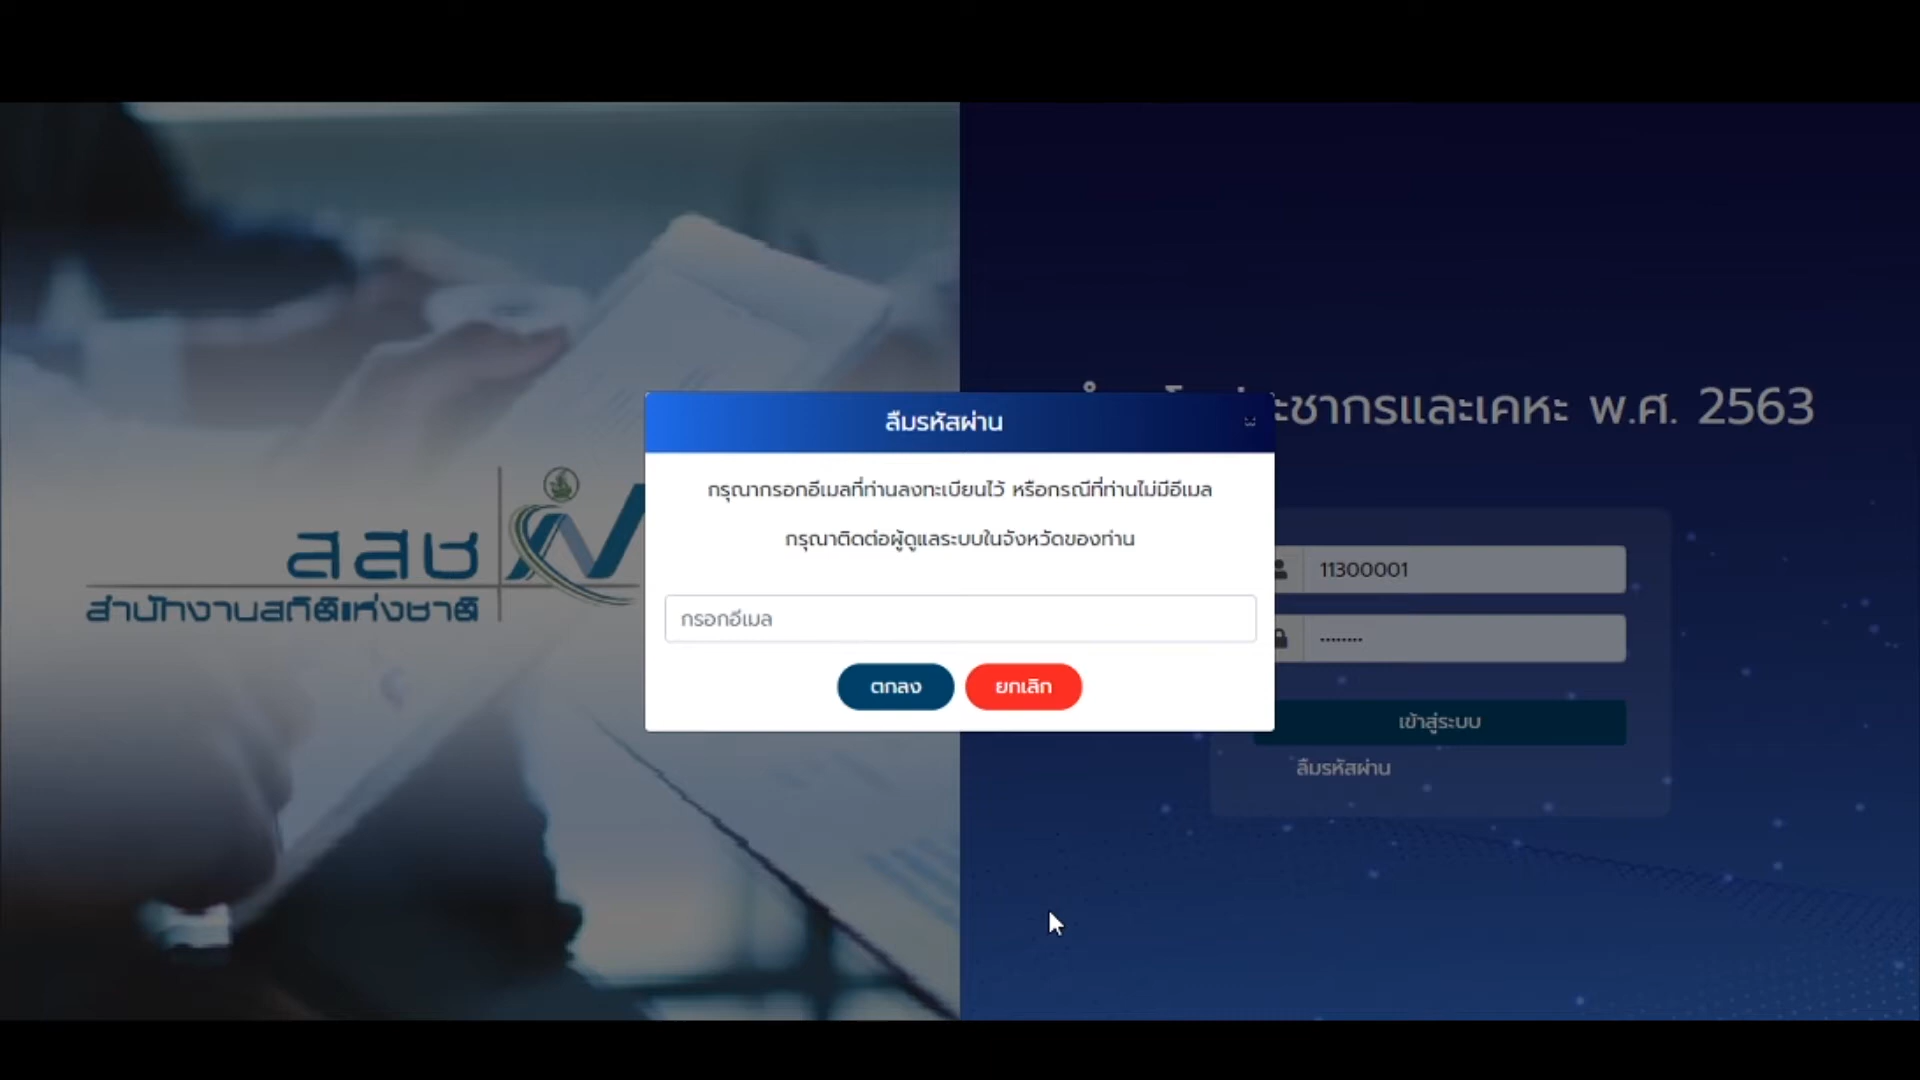 สสช
สำนักงานสถิติแห่งชาติ
ประชากรและเคหะ พ.ศ. 2563
ลืมรหัสผ่าน
กรุณากรอกอีเมลที่ท่านลงทะเบียนไว้ หรือกรณีที่ท่านไม่มีอีเมล
กรุณาติดต่อผู้ดูแลระบบในจังหวัดของท่าน
กรอกอีเมล
ตกลง ยกเลิก
11300001
เข้าสู่ระบบ
ลืมรหัสผ่าน